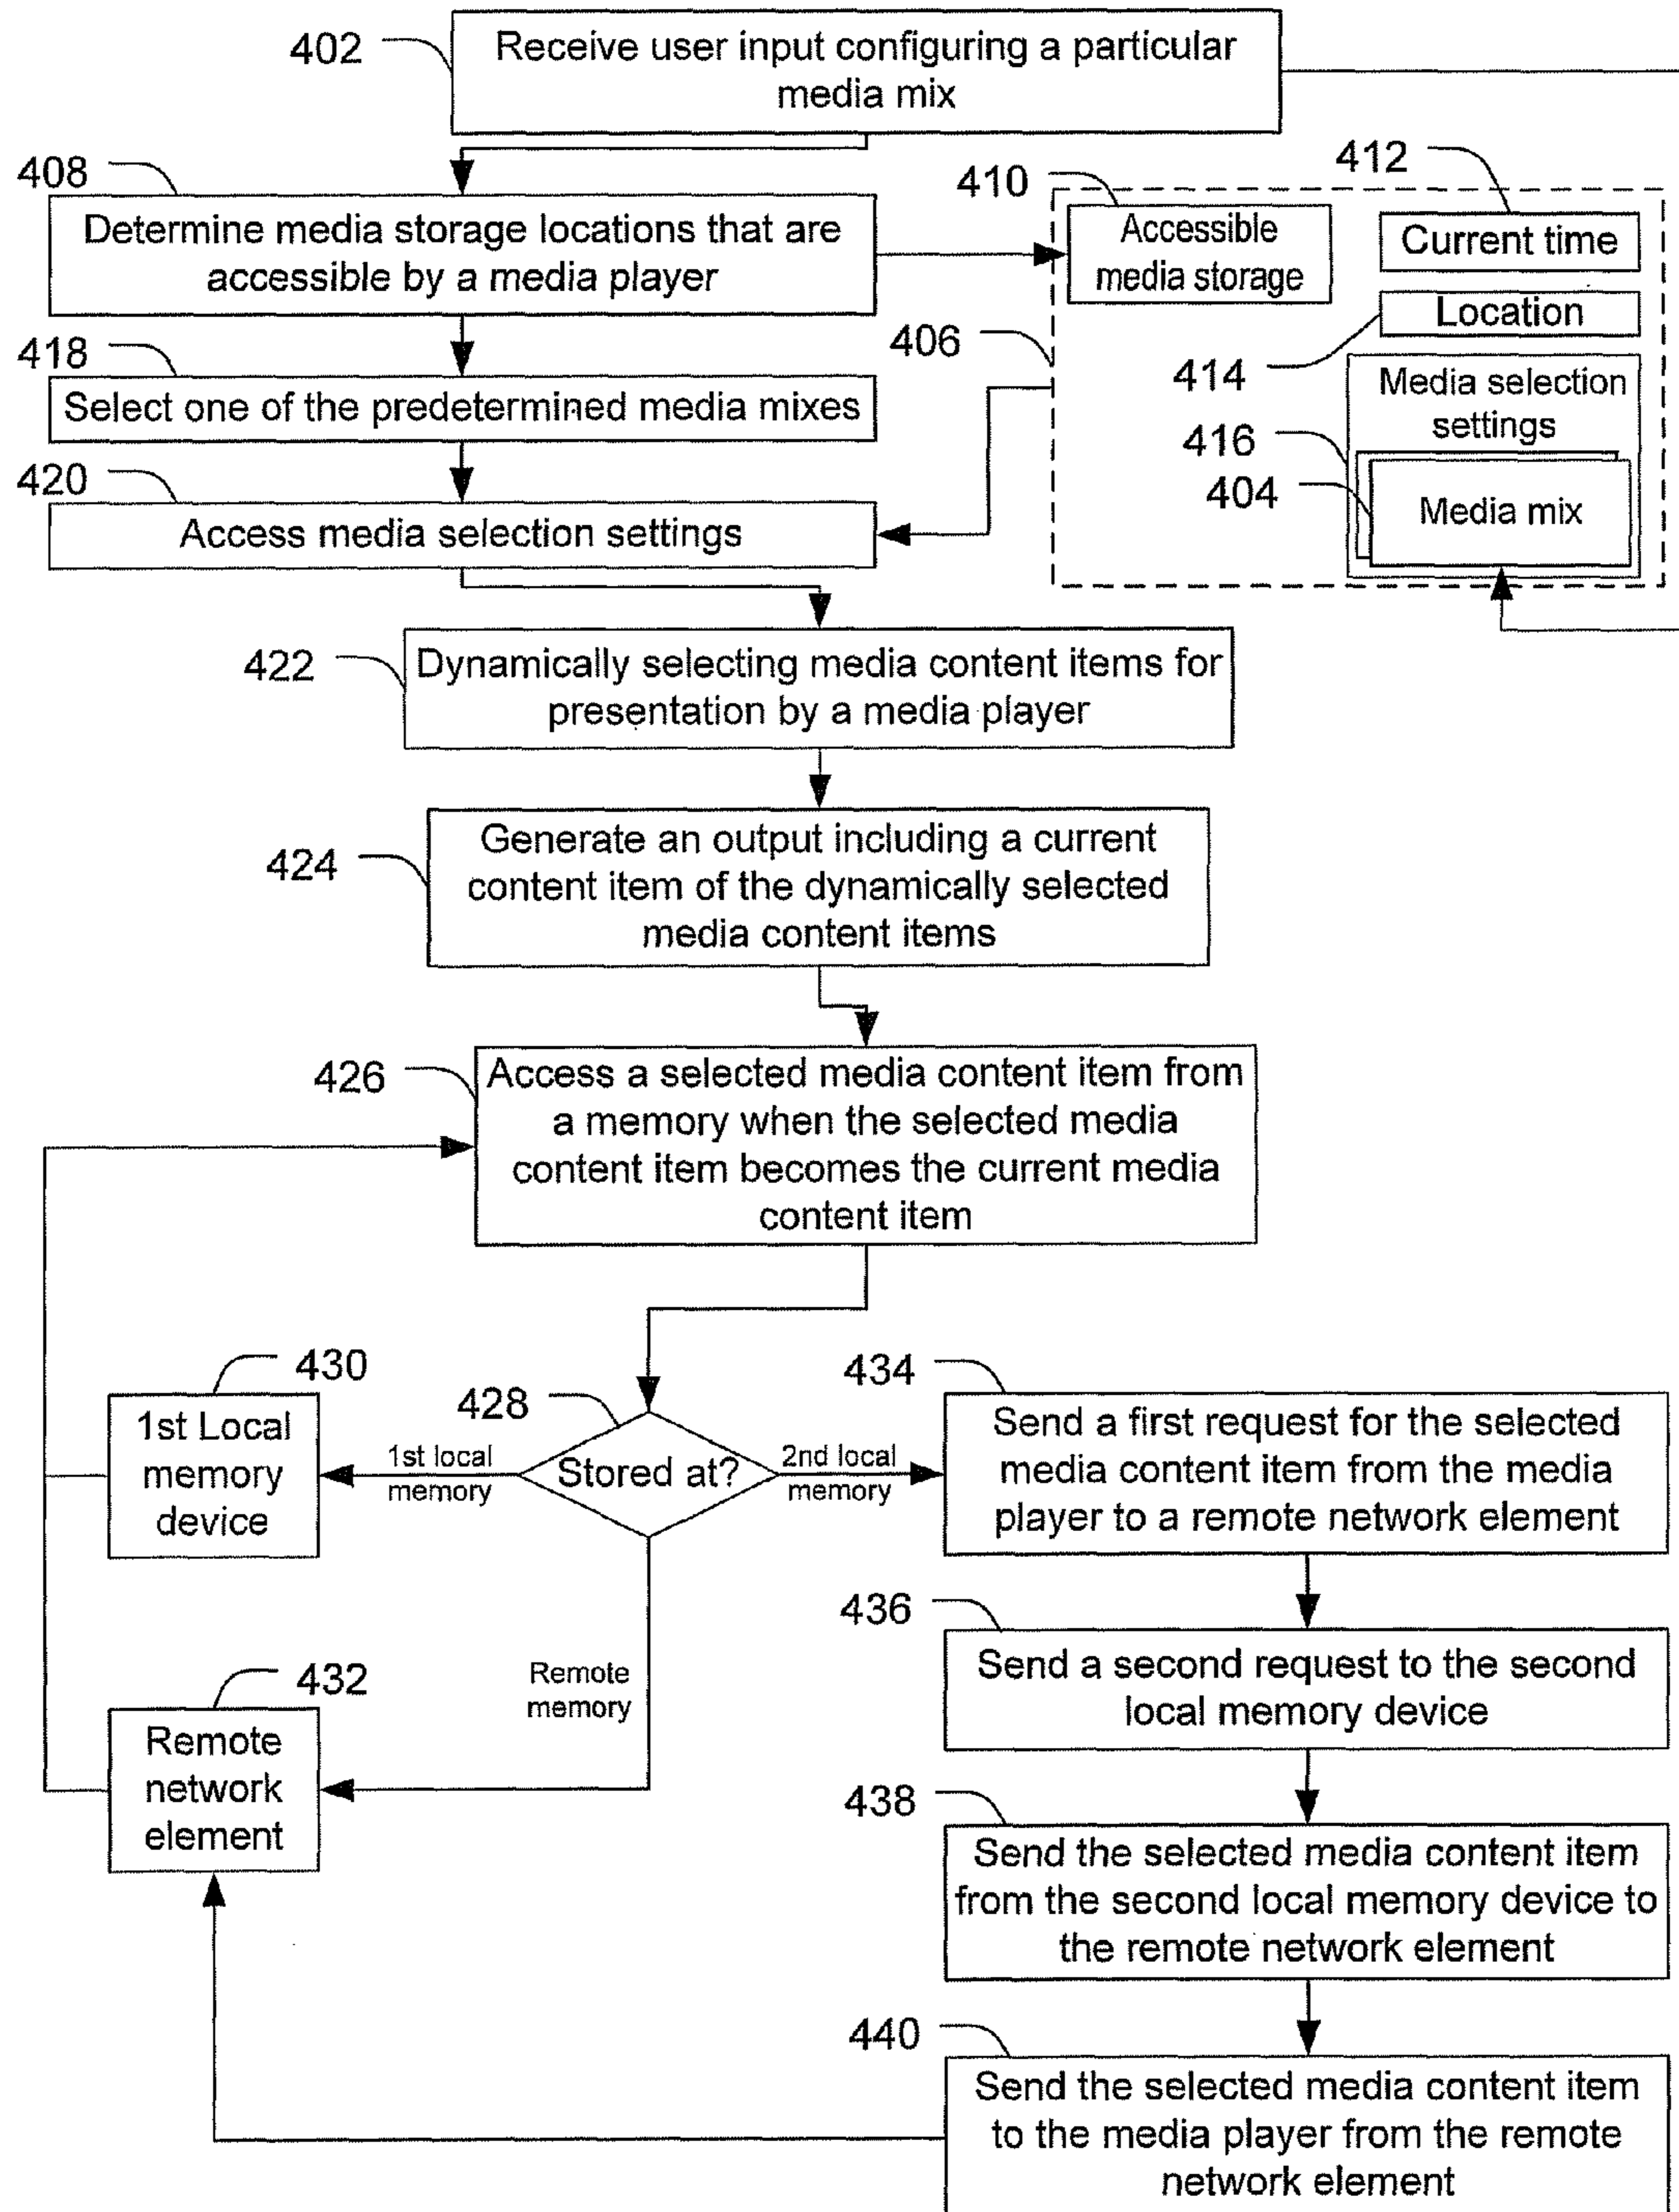 402
Receive user input configuring a particular
media mix
408
Determine media storage locations that are
accessible by a media player
410
Accessible
media storage
412
Current time
Location
414
406
Media selection
settings
416
404
Media mix
418
Select one of the predetermined media mixes
420
Access media selection settings
422
Dynamically selecting media content items for
presentation by a media player
424
Generate an output including a current
content item of the dynamically selected
media content items
426
Access a selected media content item from
a memory when the selected media
content item becomes the current media
content item
428
Stored at?
1st local
memory
2nd local
memory
Remote
memory
430
1st Local
memory
device
432
Remote
network
element
434
Send a first request for the selected
media content item from the media
player to a remote network element
436
Send a second request to the second
local memory device
438
Send the selected media content item
from the second local memory device to
the remote network element
440
Send the selected media content item
to the media player from the remote
network element